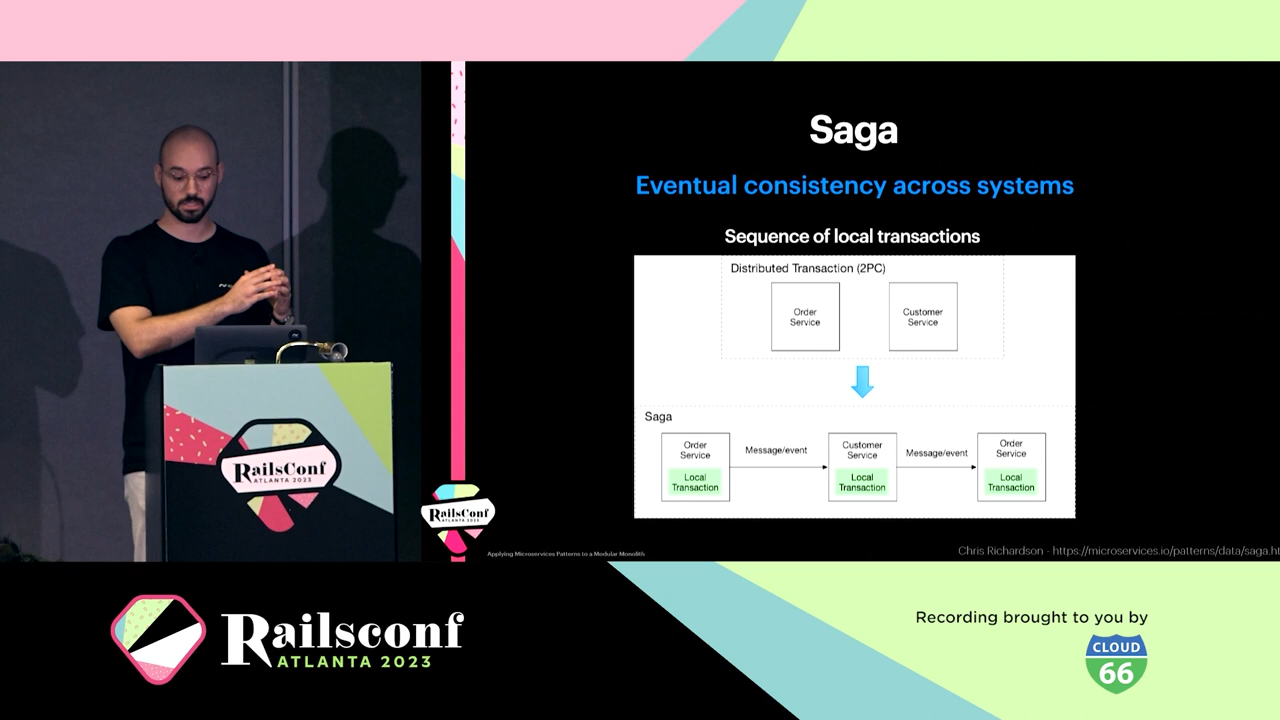 Saga
Eventual consistency across systems
Sequence of local transactions
Distributed Transaction (2PC)
Order
Service
Customer
Service
Saga
Order
Service
Local
Transaction
Message/event
Customer
Service
Local
Transaction
Message/event
Order
Service
Local
Transaction
RailsConf
ATLANTA 2023
RailsConf
ATLANTA 2023
Applying Microservices Patterns to a Modular Monolith
Chris Richardson - https://microservices.io/patterns/data/saga.ht
Railsconf
ATLANTA 2023
Recording brought to you by
CLOUD
66